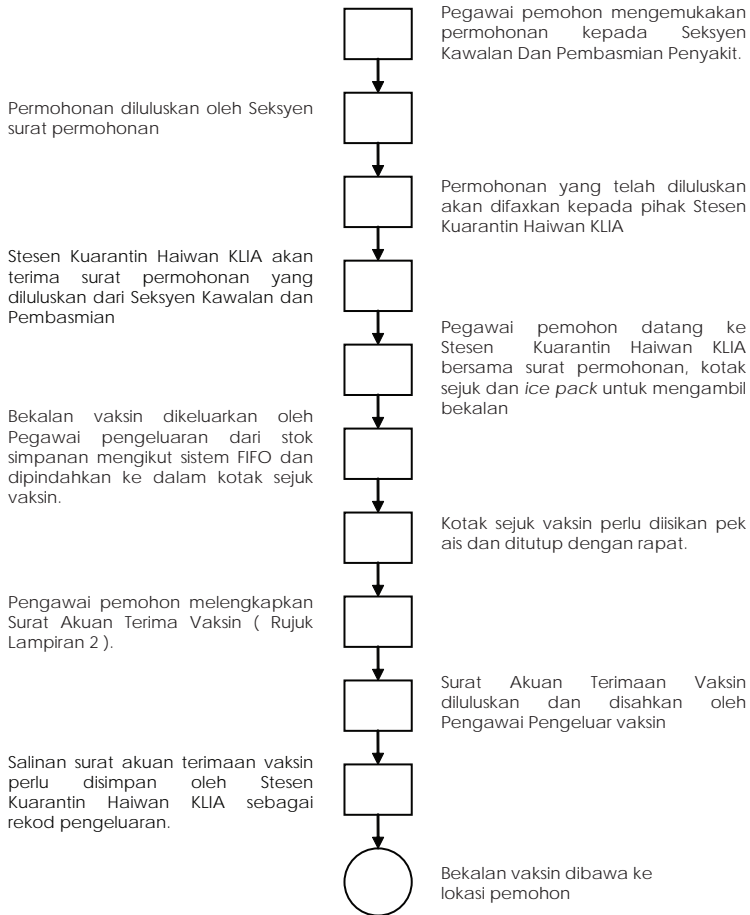 Pegawai pemohon mengemukakan
permohonan kepada Seksyen
Kawalan Dan Pembasmian Penyakit.
Permohonan diluluskan oleh Seksyen
surat permohonan
Permohonan yang telah diluluskan
akan difaxkan kepada pihak Stesen
Kuarantin Haiwan KLIA
Stesen Kuarantin Haiwan KLIA akan
terima surat permohonan yang
diluluskan dari Seksyen Kawalan dan
Pembasmian
Pegawai pemohon datang ke
Stesen Kuarantin Haiwan KLIA
bersama surat permohonan, kotak
sejuk dan ice pack untuk mengambil
bekalan
Bekalan vaksin dikeluarkan oleh
Pegawai pengeluaran dari stok
simpanan mengikut sistem FIFO dan
dipindahkan ke dalam kotak sejuk
vaksin.
Kotak sejuk vaksin perlu diisikan pek
ais dan ditutup dengan rapat.
Pengawai pemohon melengkapkan
Surat Akuan Terima Vaksin ( Rujuk
Lampiran 2 ).
Surat Akuan Terimaan Vaksin
diluluskan dan disahkan oleh
Pengawai Pengeluar vaksin
Salinan surat akuan terimaan vaksin
perlu disimpan oleh Stesen
Kuarantin Haiwan KLIA sebagai
rekod pengeluaran.
Bekalan vaksin dibawa ke
lokasi pemohon